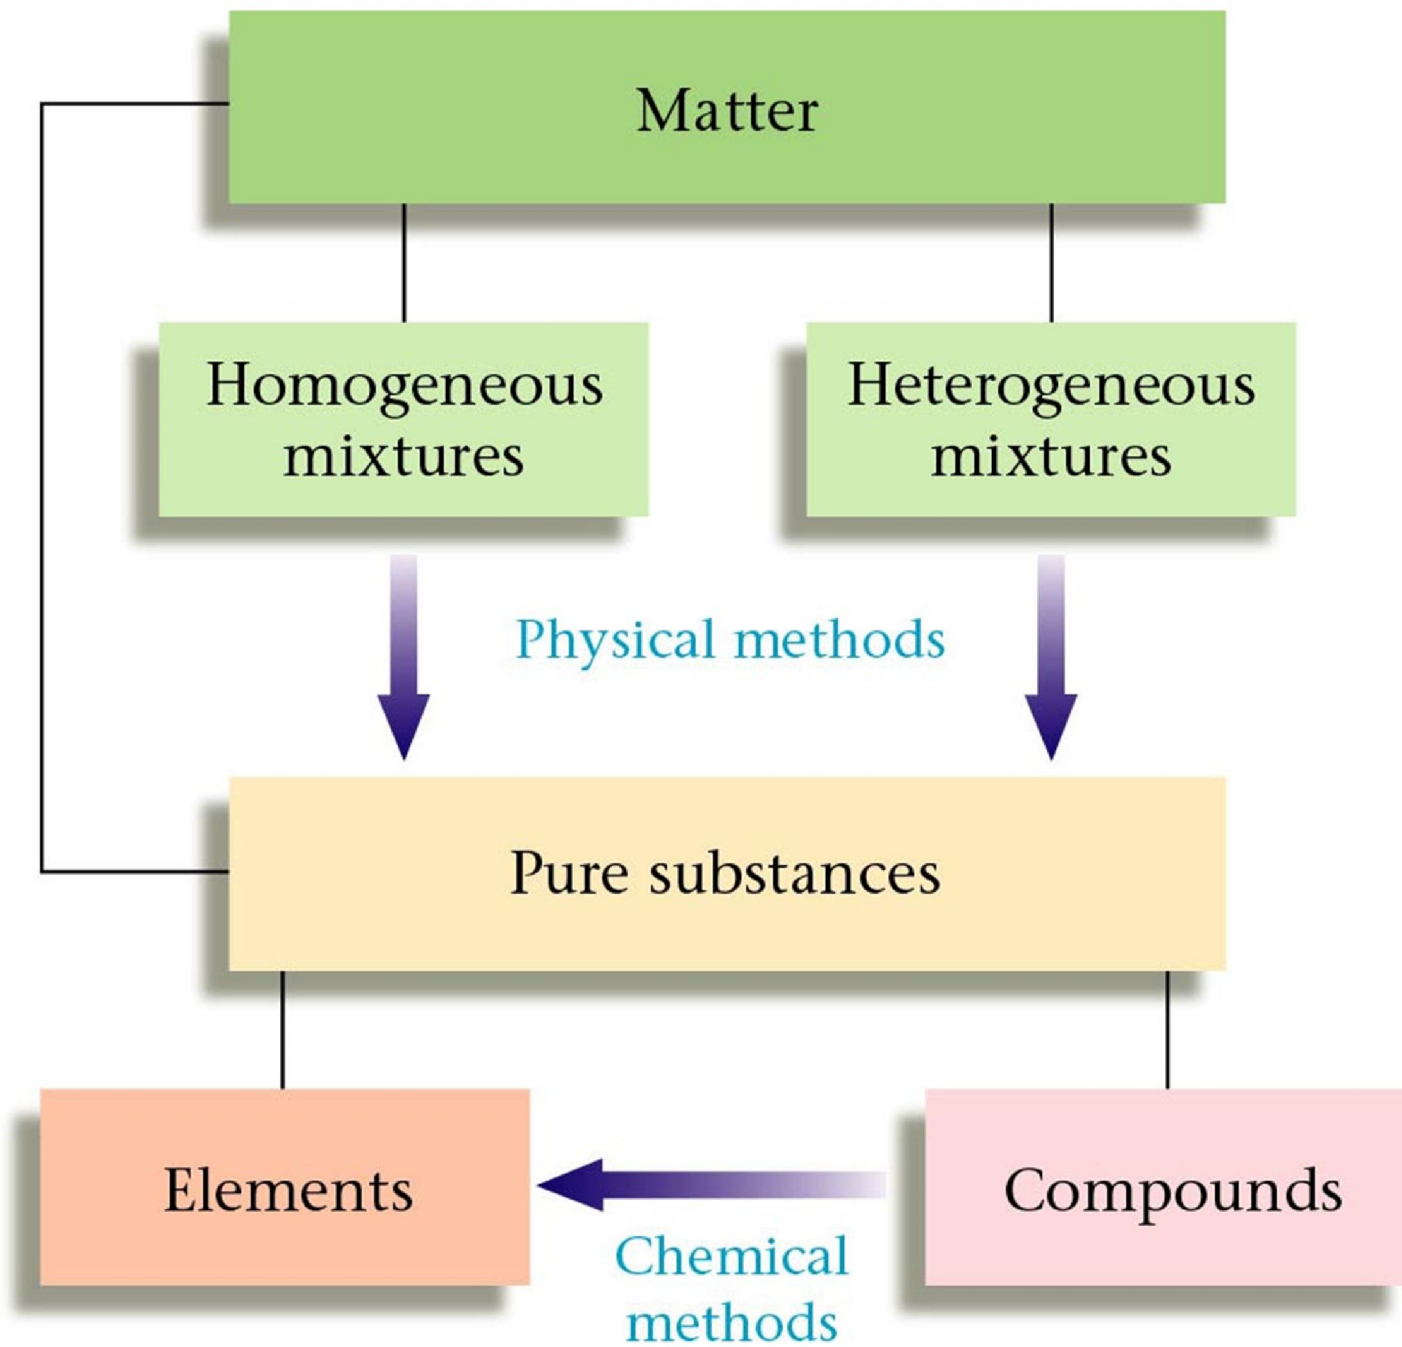 Matter
Homogeneous
mixtures
Heterogeneous
mixtures
Physical methods
Pure substances
Elements
Compounds
Chemical
methods